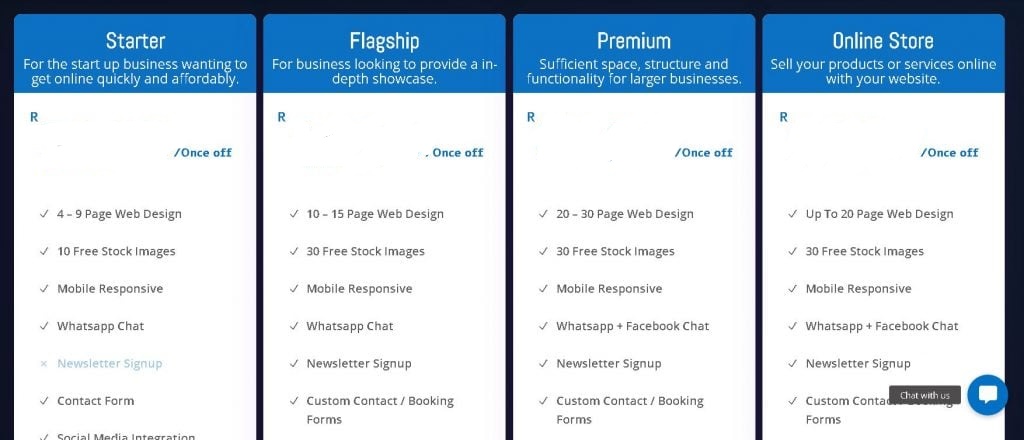 Starter
For the start up business wanting to
get online quickly and affordably.
R
/Once off
4 – 9 Page Web Design
10 Free Stock Images
Mobile Responsive
Whatsapp Chat
Newsletter Signup
Contact Form
Social Media Integration
Flagship
For business looking to provide a in-
depth showcase.
R
. Once off
10 – 15 Page Web Design
30 Free Stock Images
Mobile Responsive
Whatsapp Chat
Newsletter Signup
Custom Contact / Booking
Forms
Premium
Sufficient space, structure and
functionality for larger businesses.
R
/Once off
20 – 30 Page Web Design
30 Free Stock Images
Mobile Responsive
Whatsapp + Facebook Chat
Newsletter Signup
Custom Contact / Booking
Forms
Online Store
Sell your products or services online
with your website.
R
/Once off
Up To 20 Page Web Design
30 Free Stock Images
Mobile Responsive
Whatsapp + Facebook Chat
Newsletter Signup
Custom Contact / Booking
Forms
Chat with us